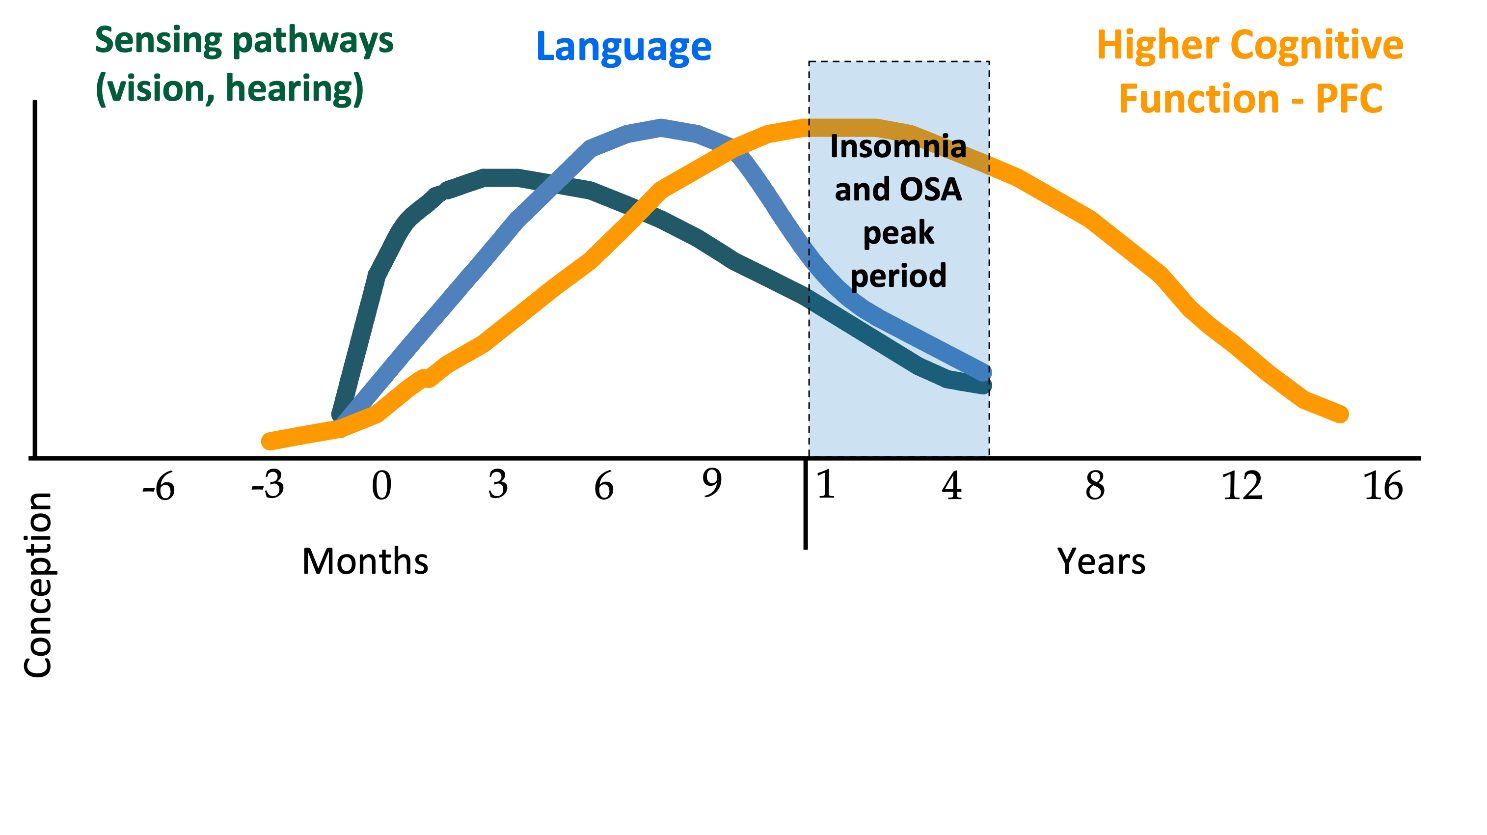 Sensing pathways
(vision, hearing)
Language
Higher Cognitive
Function - PFC
Insomnia
and OSA
peak
period
-6 -3 0 3 6 9 1 4 8 12 16
Months
Years
Conception